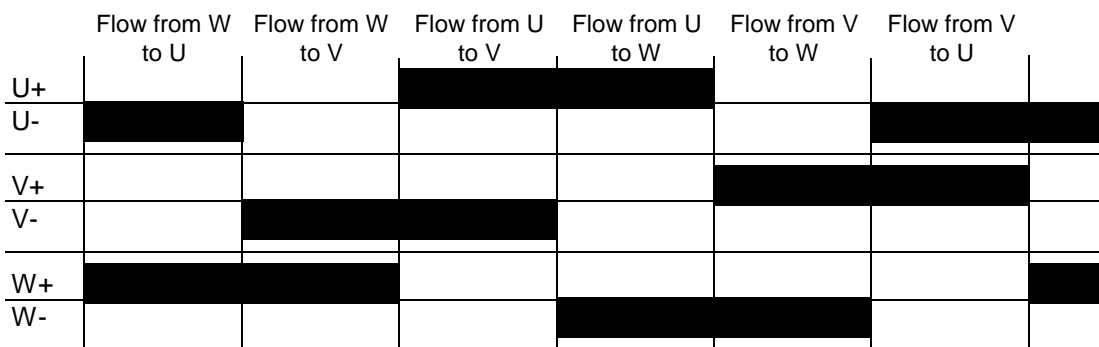 Flow from W to U
Flow from W to V
Flow from U to V
Flow from U to W
Flow from V to W
Flow from V to U
U+
U-
V+
V-
W+
W-